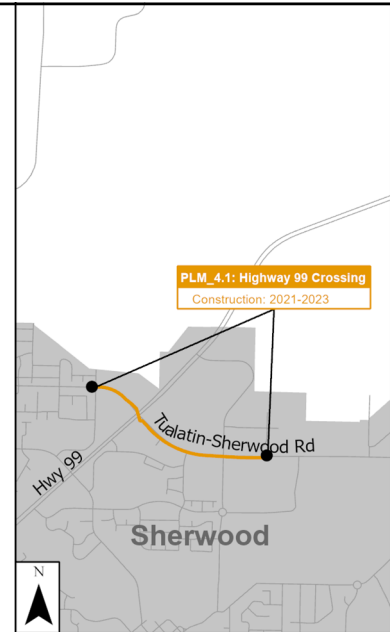 PLM_4.1: Highway 99 Crossing
Construction: 2021-2023
Tualatin-Sherwood Rd
Hwy 99
Sherwood
N